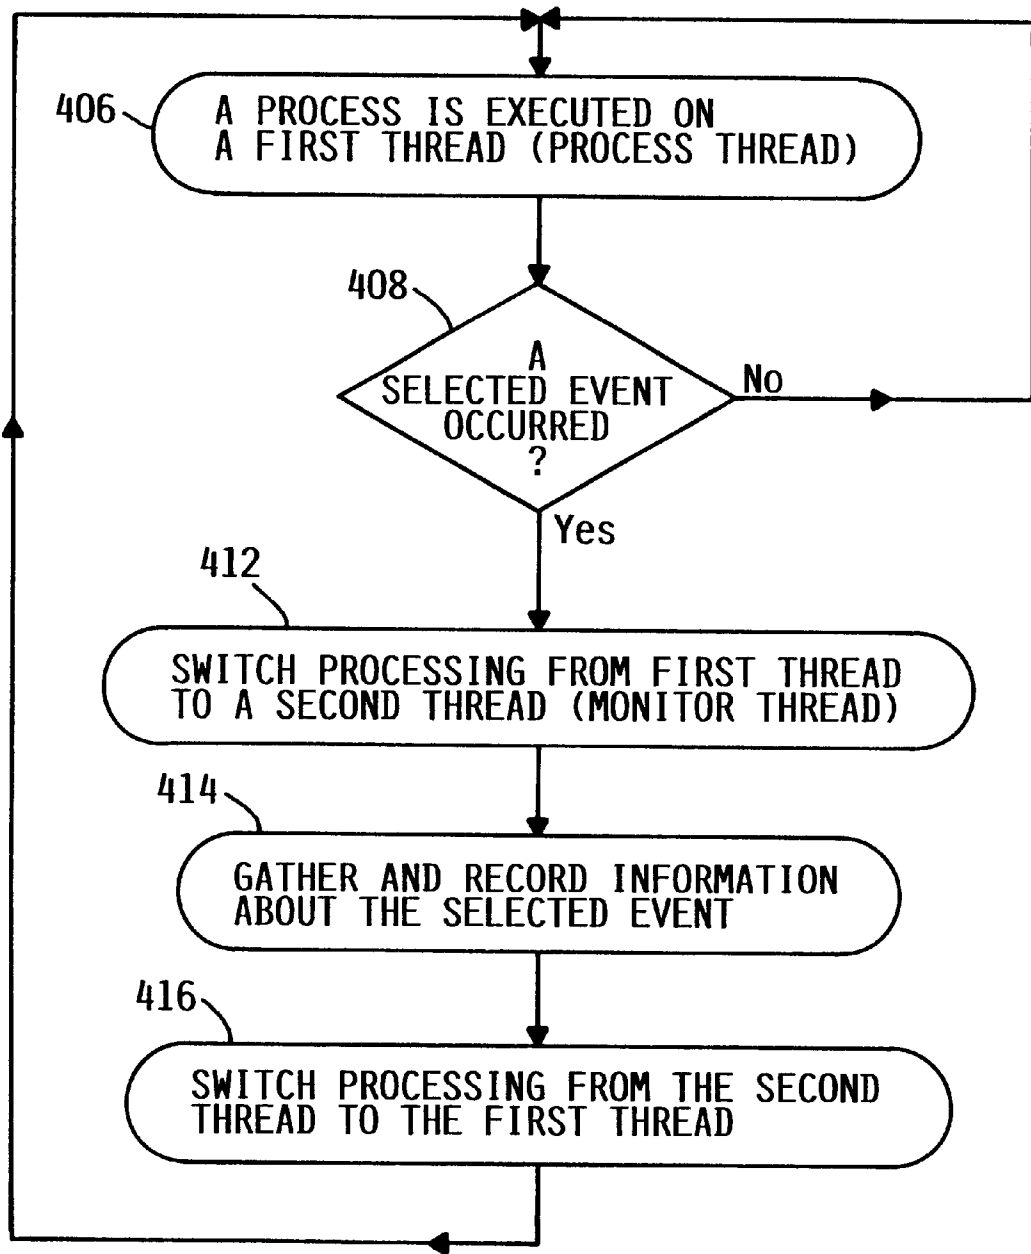 406
A PROCESS IS EXECUTED ON
A FIRST THREAD (PROCESS THREAD)
408
A
SELECTED EVENT
OCCURRED
?
No
Yes
412
SWITCH PROCESSING FROM FIRST THREAD
TO A SECOND THREAD (MONITOR THREAD)
414
GATHER AND RECORD INFORMATION
ABOUT THE SELECTED EVENT
416
SWITCH PROCESSING FROM THE SECOND
THREAD TO THE FIRST THREAD